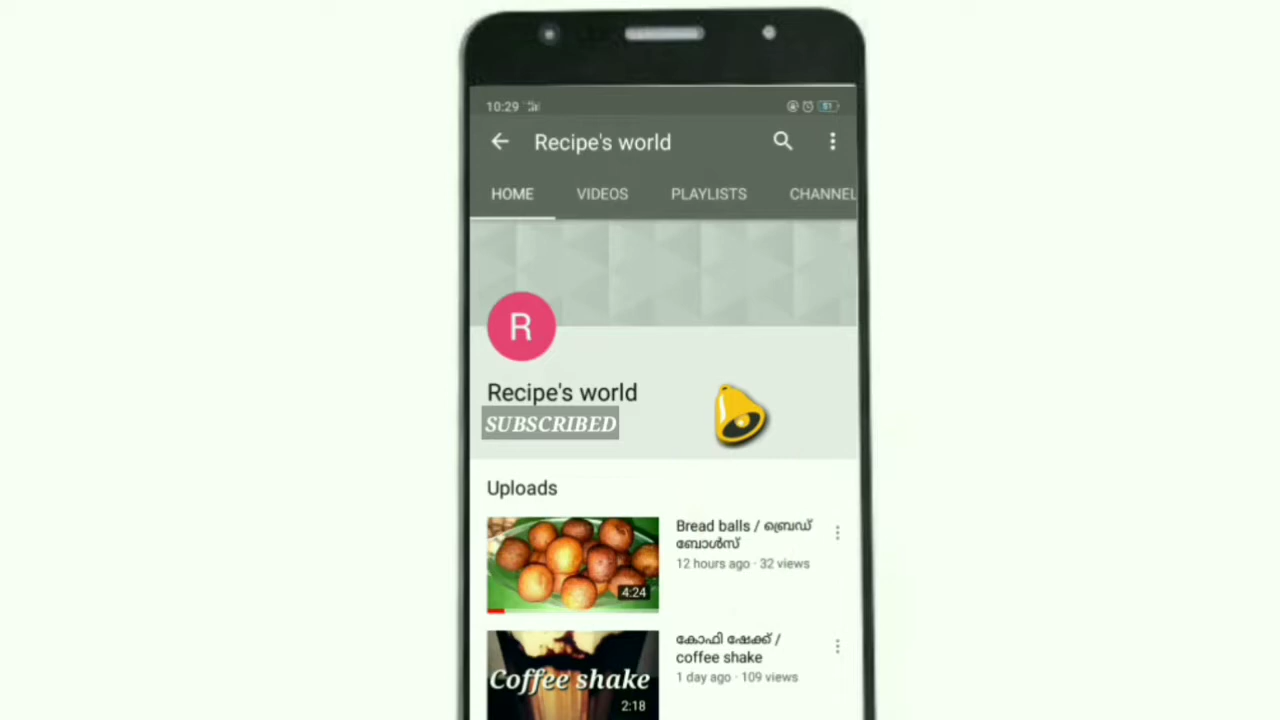 10:29
51
Recipe's world
HOME VIDEOS PLAYLISTS CHANNEL
R
Recipe's world
SUBSCRIBED
Uploads
Bread balls / ബ്രെഡ്
ബോൾസ്
12 hours ago · 32 views
4:24
കോഫി ഷേക്ക് /
coffee shake
1 day ago · 109 views
Coffee shake
2:18